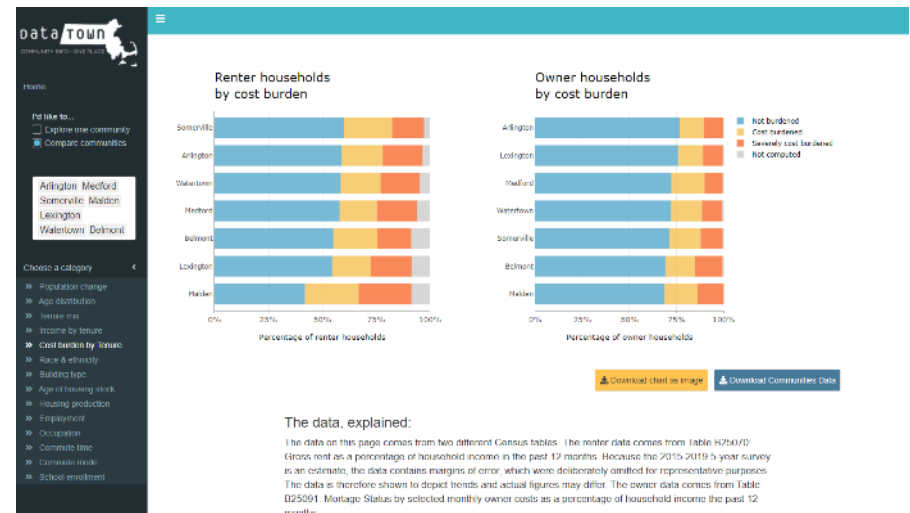 Data TOWN
COMMUNITY INFO - ONE PLACE
Home
I'd like to...
Explore one community
Compare communities
Arlington Medford
Somerville Malden
Lexington
Watertown Belmont
Choose a category
Population change
Age distribution
Tenure mix
Income by tenure
Cost burden by Tenure
Race & ethnicity
Building type
Age of housing stock
Housing production
Employment
Occupation
Commute time
Commute mode
School enrollment
Renter households
by cost burden
Somerville
Arlington
Watertown
Medford
Belmont
Lexington
Malden
0% 25% 50% 75% 100%
Percentage of renter households
Owner households
by cost burden
Arlington
Lexington
Medford
Watertown
Somerville
Belmont
Malden
0% 25% 50% 75% 100%
Percentage of owner households
Not burdened
Cost burdened
Severely cost burdened
Not computed
Download chart as image
Download Communities Data
The data, explained:
The data on this page comes from two different Census tables. The renter data comes from Table B25070:
Gross rent as a percentage of household income in the past 12 months. Because the 2015-2019 5-year survey
is an estimate, the data contains margins of error, which were deliberately omitted for representative purposes.
The data is therefore shown to depict trends and actual figures may differ. The owner data comes from Table
B25091: Mortage Status by selected monthly owner costs as a percentage of household income the past 12
months.